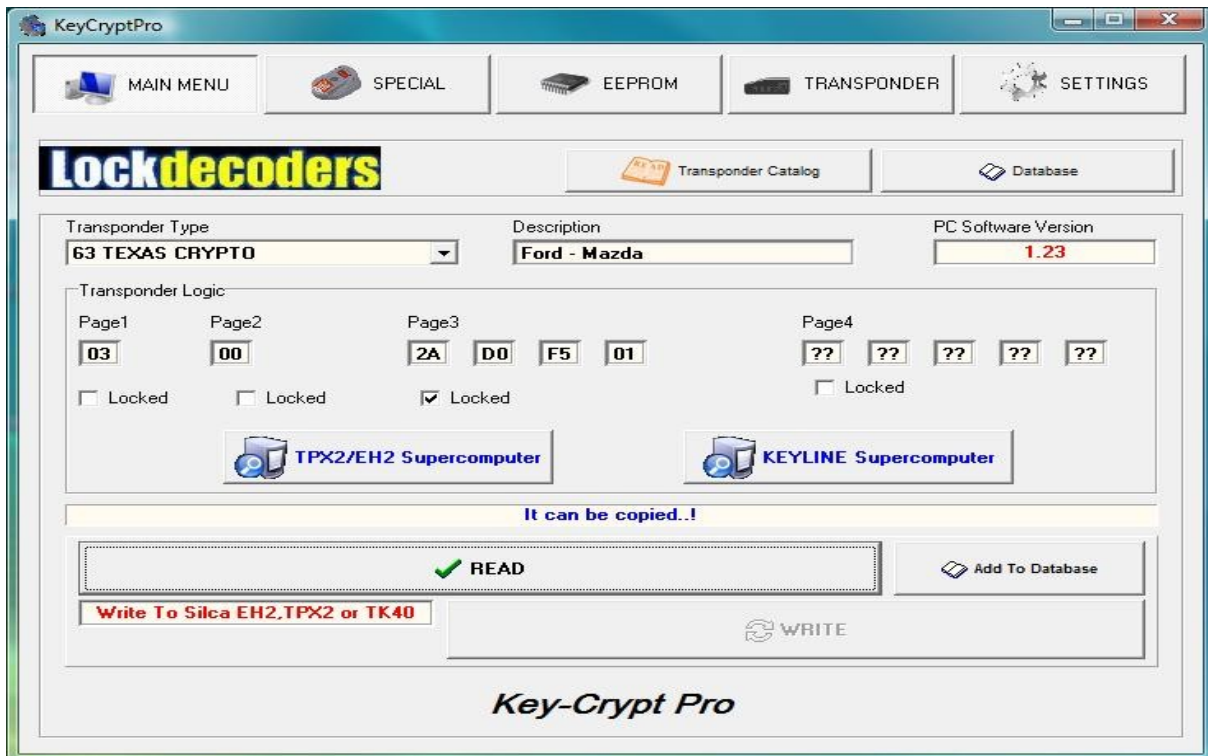 KeyCryptPro
MAIN MENU SPECIAL EEPROM TRANSPONDER SETTINGS
Lockdecoders READ Transponder Catalog Database
Transponder Type Description PC Software Version
63 TEXAS CRYPTO Ford - Mazda 1.23
Transponder Logic
Page1 Page2 Page3 Page4
03 00 2A D0 F5 01 ?? ?? ?? ?? ??
Locked Locked Locked Locked
TPX2/EH2 Supercomputer KEYLINE Supercomputer
It can be copied..!
READ Add To Database
Write To Silca EH2,TPX2 or TK40
WRITE
Key-Crypt Pro